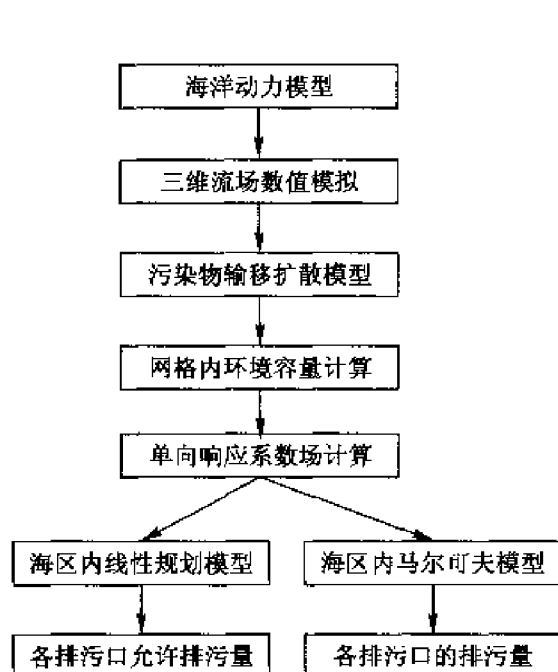 海洋动力模型
三维流场数值模拟
污染物输移扩散模型
网格内环境容量计算
单向响应系数场计算
海区内线性规划模型
海区内马尔可夫模型
各排污口允许排污量
各排污口的排污量